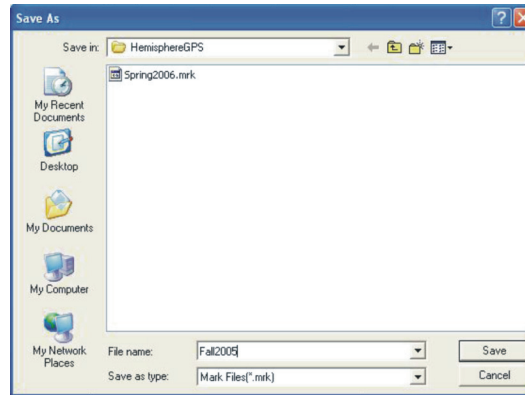 Save As
Save in: HemisphereGPS
Spring2006.mrk
My Recent
Documents
Desktop
My Documents
My Computer
My Network
Places
File name: Fall2005
Save
Save as type: Mark Files(*.mrk)
Cancel